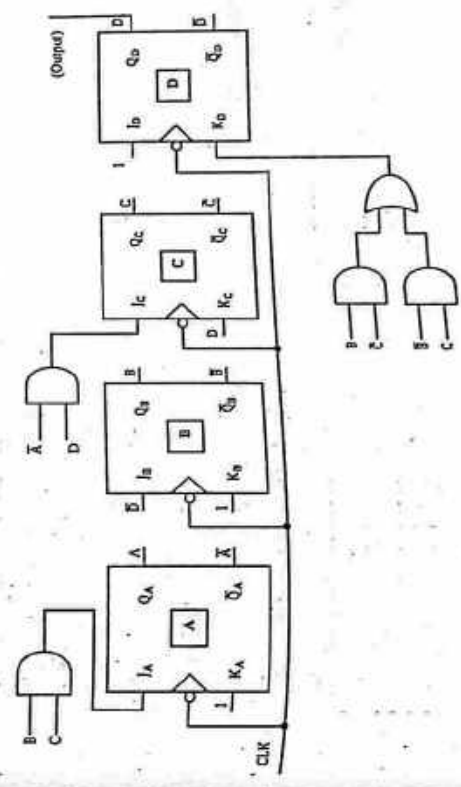 (Output)
B
C
A̅
D
J_A
Q_A
A
A
K_A
Q̅_A
A̅
1
D̅
J_B
Q_B
B
B
K_B
Q̅_B
B̅
1
J_C
Q_C
C
C
K_C
Q̅_C
C̅
D
1
J_D
Q_D
D
D
K_D
Q̅_D
D̅
CLK
B
C̅
B̅
C